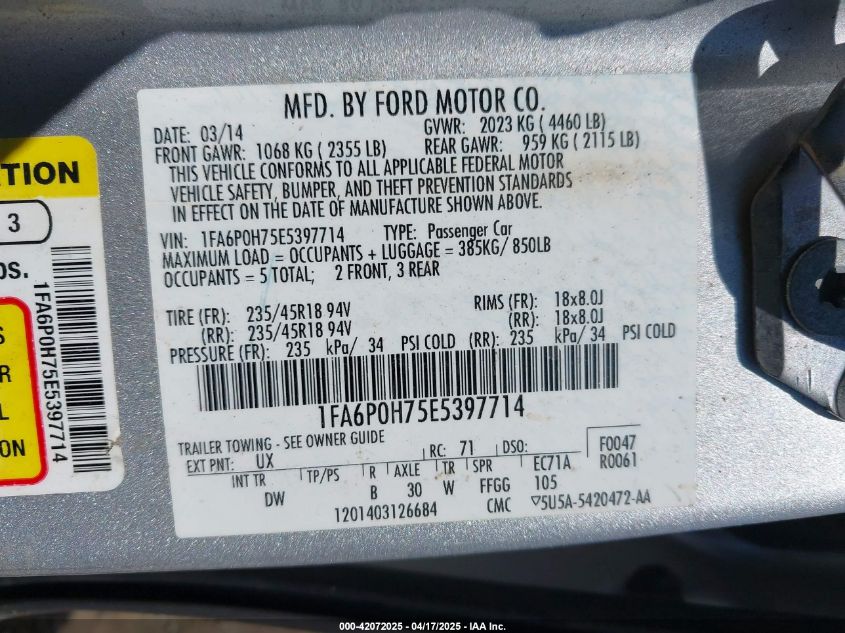 MFD. BY FORD MOTOR CO.
DATE: 03/14 GVWR: 2023 KG ( 4460 LB)
FRONT GAWR: 1068 KG ( 2355 LB) REAR GAWR: 959 KG ( 2115 LB)
THIS VEHICLE CONFORMS TO ALL APPLICABLE FEDERAL MOTOR
VEHICLE SAFETY, BUMPER, AND THEFT PREVENTION STANDARDS
IN EFFECT ON THE DATE OF MANUFACTURE SHOWN ABOVE.
VIN: 1FA6P0H75E5397714 TYPE: Passenger Car
MAXIMUM LOAD = OCCUPANTS + LUGGAGE = 385KG/ 850LB
OCCUPANTS = 5 TOTAL; 2 FRONT, 3 REAR
TIRE (FR): 235/45R18 94V RIMS (FR): 18x8.0J
(RR): 235/45R18 94V (RR): 18x8.0J
PRESSURE (FR): 235 kPa/ 34 PSI COLD (RR): 235 kPa/ 34 PSI COLD
1FA6P0H75E5397714
TRAILER TOWING - SEE OWNER GUIDE
EXT PNT: UX RC: 71 DSO: F0047
INT TR TP/PS R AXLE TR SPR EC71A R0061
DW B 30 W FFGG 105
1201403126684 CMC ▽5U5A-5420472-AA
TION
3
DS.
1FA6P0H75E5397714
S
R
L
ON
000-42072025 - 04/17/2025 - IAA Inc.